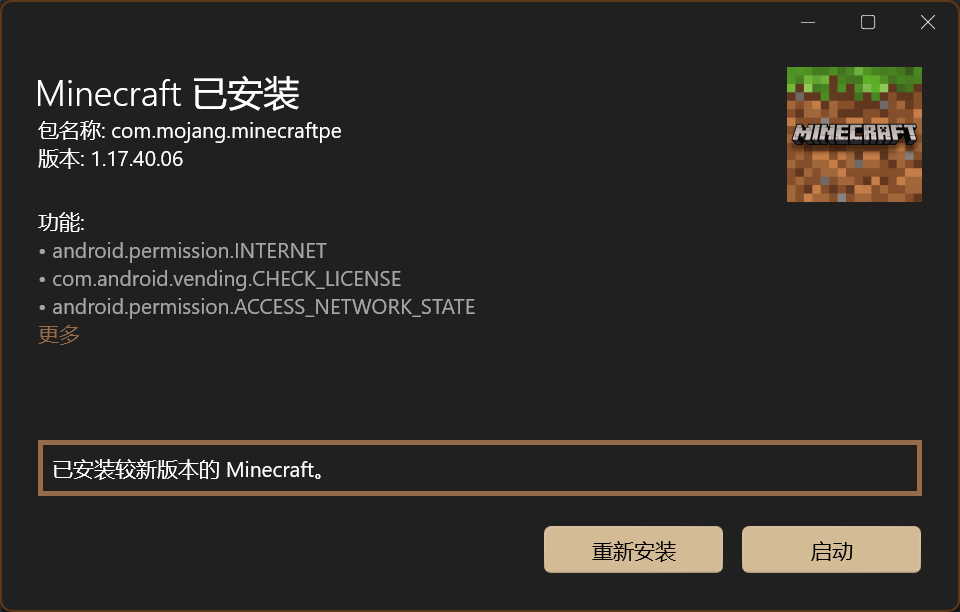 Minecraft 已安装
包名称: com.mojang.minecraftpe
版本: 1.17.40.06
MINECRAFT
功能:
• android.permission.INTERNET
• com.android.vending.CHECK_LICENSE
• android.permission.ACCESS_NETWORK_STATE
更多
已安装较新版本的 Minecraft。
重新安装
启动